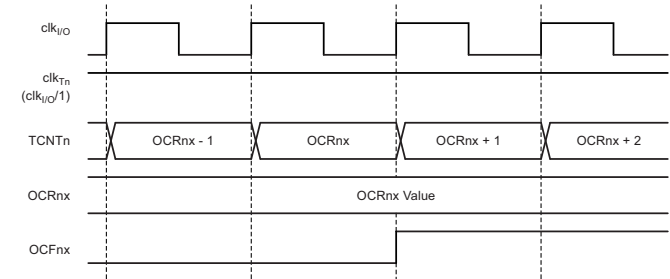 clkI/O
clkTn
(clkI/O/1)
TCNTn OCRnx - 1 OCRnx OCRnx + 1 OCRnx + 2
OCRnx OCRnx Value
OCFnx